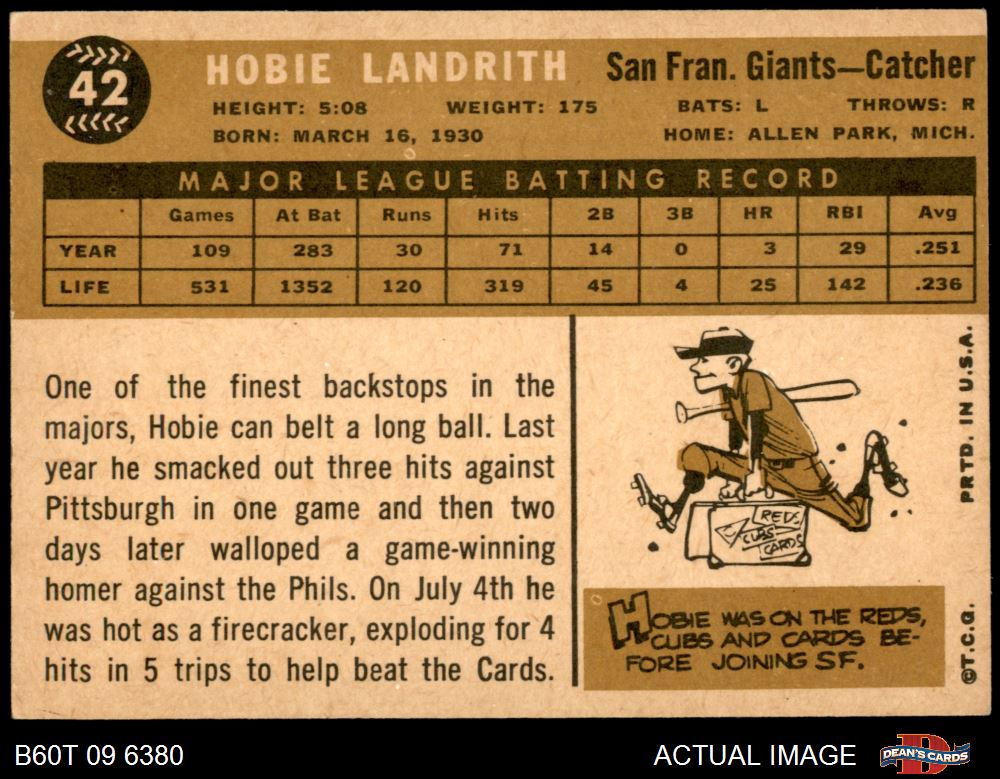 42
HOBIE LANDRITH
San Fran. Giants—Catcher
HEIGHT: 5:08 WEIGHT: 175 BATS: L THROWS: R
BORN: MARCH 16, 1930 HOME: ALLEN PARK, MICH.
MAJOR LEAGUE BATTING RECORD
Games At Bat Runs Hits 2B 3B HR RBI Avg
YEAR 109 283 30 71 14 0 3 29 .251
LIFE 531 1352 120 319 45 4 25 142 .236
One of the finest backstops in the
majors, Hobie can belt a long ball. Last
year he smacked out three hits against
Pittsburgh in one game and then two
days later walloped a game-winning
homer against the Phils. On July 4th he
was hot as a firecracker, exploding for 4
hits in 5 trips to help beat the Cards.
REDS
CUBS
CARDS
HOBIE WAS ON THE REDS,
CUBS AND CARDS BE-
FORE JOINING S.F.
PRTD. IN U.S.A.
©T.C.G.
B60T 09 6380
ACTUAL IMAGE
DEAN'S CARDS